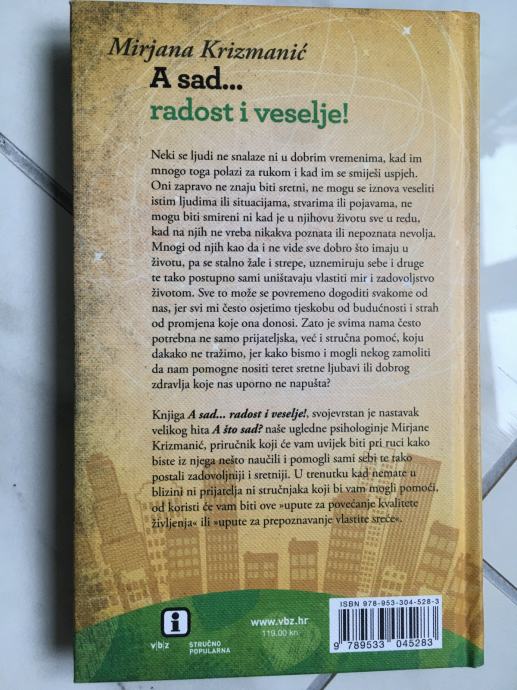 Mirjana Krizmanić
A sad...
radost i veselje!
Neki se ljudi ne snalaze ni u dobrim vremenima, kad im
mnogo toga polazi za rukom i kad im se smiješi uspjeh.
Oni zapravo ne znaju biti sretni, ne mogu se iznova veseliti
istim ljudima ili situacijama, stvarima ili pojavama, ne
mogu biti smireni ni kad je u njihovu životu sve u redu,
kad na njih ne vreba nikakva poznata ili nepoznata nevolja.
Mnogi od njih kao da i ne vide sve dobro što imaju u
životu, pa se stalno žale i strepe, uznemiruju sebe i druge
te tako postupno sami uništavaju vlastiti mir i zadovoljstvo
životom. Sve to može se povremeno dogoditi svakome od
nas, jer svi mi često osjetimo tjeskobu od budućnosti i strah
od promjena koje ona donosi. Zato je svima nama često
potrebna ne samo prijateljska, već i stručna pomoć, koju
dakako ne tražimo, jer kako bismo i mogli nekog zamoliti
da nam pomogne nositi teret sretne ljubavi ili dobrog
zdravlja koje nas uporno ne napušta?
Knjiga A sad... radost i veselje!, svojevrstan je nastavak
velikog hita A što sad? naše ugledne psihologinje Mirjane
Krizmanić, priručnik koji će vam uvijek biti pri ruci kako
biste iz njega nešto naučili i pomogli sami sebi te tako
postali zadovoljniji i sretniji. U trenutku kad nemate u
blizini ni prijatelja ni stručnjaka koji bi vam mogli pomoći,
od koristi će vam biti ove »upute za povećanje kvalitete
življenja« ili »upute za prepoznavanje vlastite sreće«.
ISBN 978-953-304-528-3
9 789533 045283
www.vbz.hr
119.00 kn
i
v|b|z
STRUČNO
POPULARNA